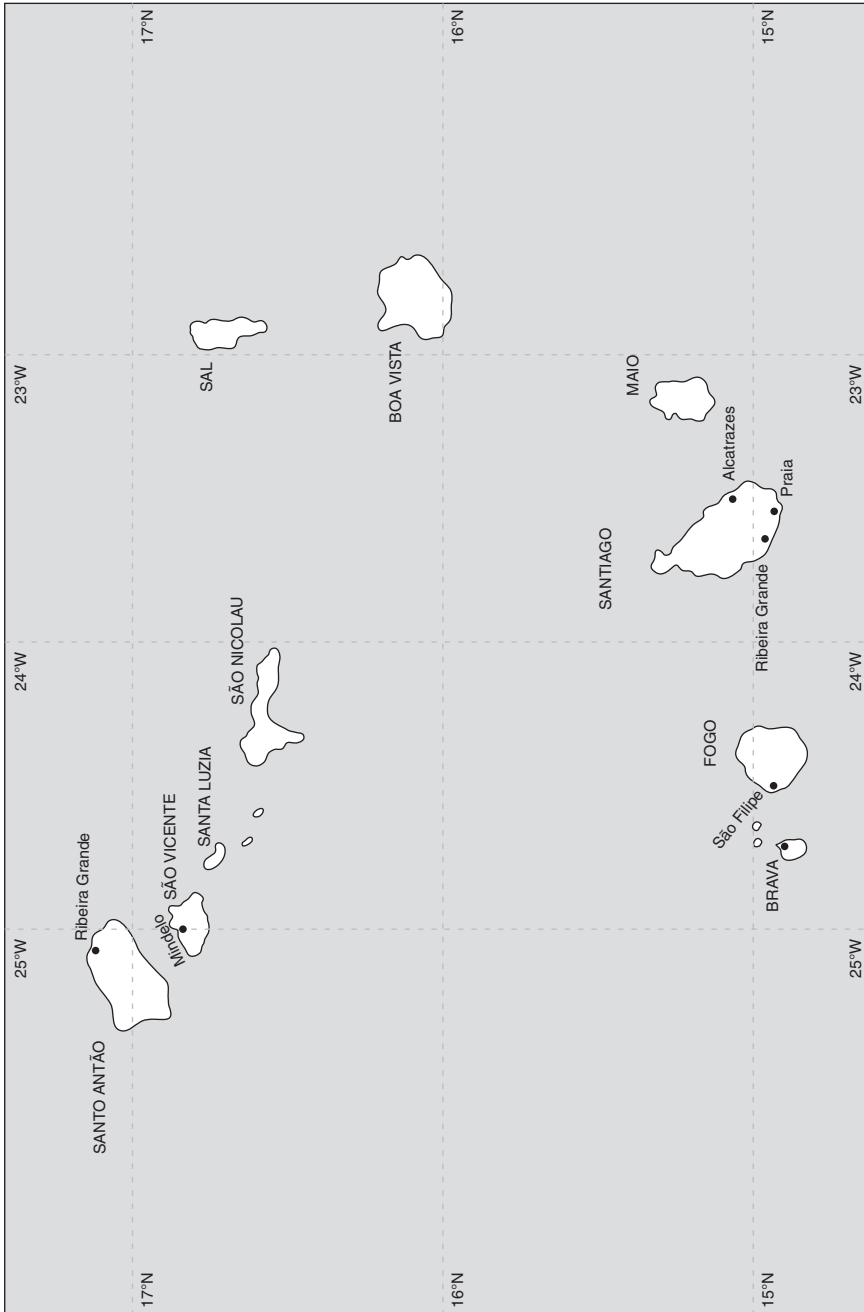 25°W
24°W
23°W
Ribeira Grande
SANTO ANTÃO
17°N
17°N
SÃO VICENTE
Mindelo
SANTA LUZIA
SAL
SÃO NICOLAU
BOA VISTA
16°N
16°N
SANTIAGO
MAIO
FOGO
Alcatrazes
São Filipe
Ribeira Grande
15°N
15°N
BRAVA
Praia
25°W
24°W
23°W